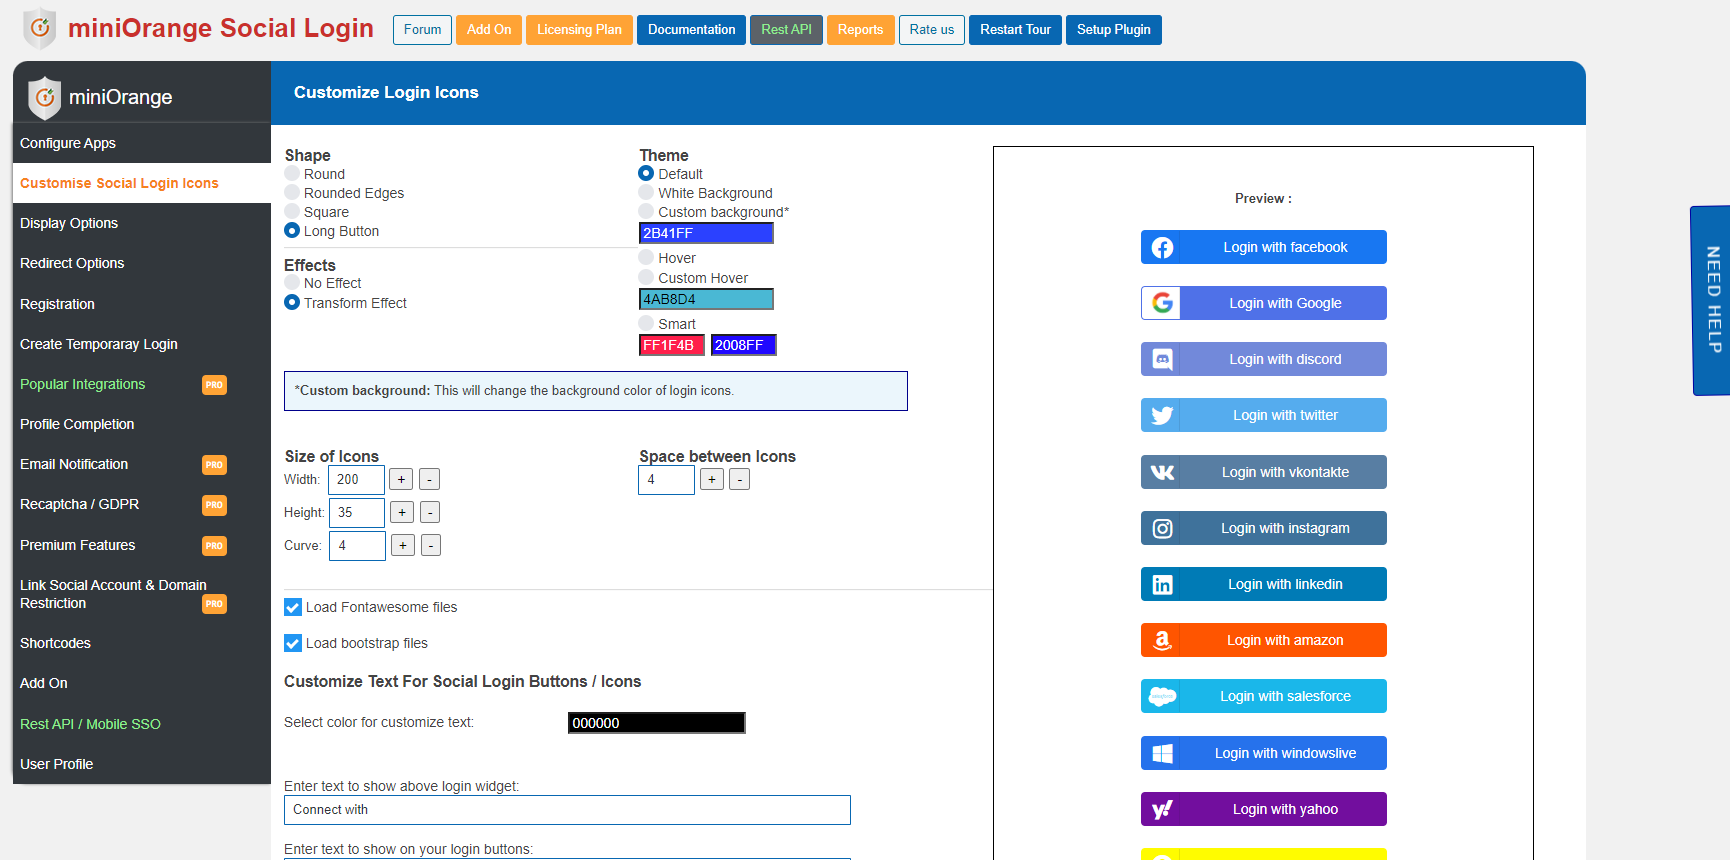 miniOrange Social Login
Forum
Add On
Licensing Plan
Documentation
Rest API
Reports
Rate us
Restart Tour
Setup Plugin
miniOrange
Configure Apps
Customise Social Login Icons
Display Options
Redirect Options
Registration
Create Temporaray Login
Popular Integrations PRO
Profile Completion
Email Notification PRO
Recaptcha / GDPR PRO
Premium Features PRO
Link Social Account & Domain
Restriction PRO
Shortcodes
Add On
Rest API / Mobile SSO
User Profile
Customize Login Icons
Shape
Round
Rounded Edges
Square
Long Button
Effects
No Effect
Transform Effect
Theme
Default
White Background
Custom background*
2B41FF
Hover
Custom Hover
4AB8D4
Smart
FF1F4B 2008FF
*Custom background: This will change the background color of login icons.
Size of Icons
Width: 200 + -
Height: 35 + -
Curve: 4 + -
Space between Icons
4 + -
Load Fontawesome files
Load bootstrap files
Customize Text For Social Login Buttons / Icons
Select color for customize text: 000000
Enter text to show above login widget:
Connect with
Enter text to show on your login buttons:
Preview :
Login with facebook
Login with Google
Login with discord
Login with twitter
Login with vkontakte
Login with instagram
Login with linkedin
Login with amazon
Login with salesforce
Login with windowslive
Login with yahoo
NEED HELP